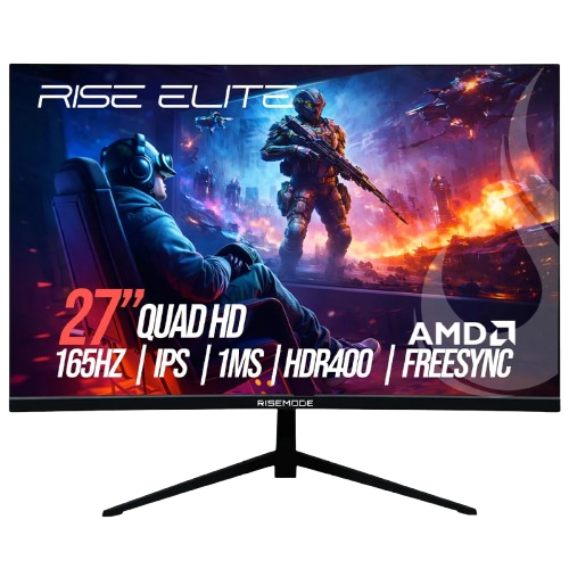 RISE ELITE
27” QUAD HD
AMD
165HZ | IPS | 1MS | HDR400 | FREESYNC
RISEMODE